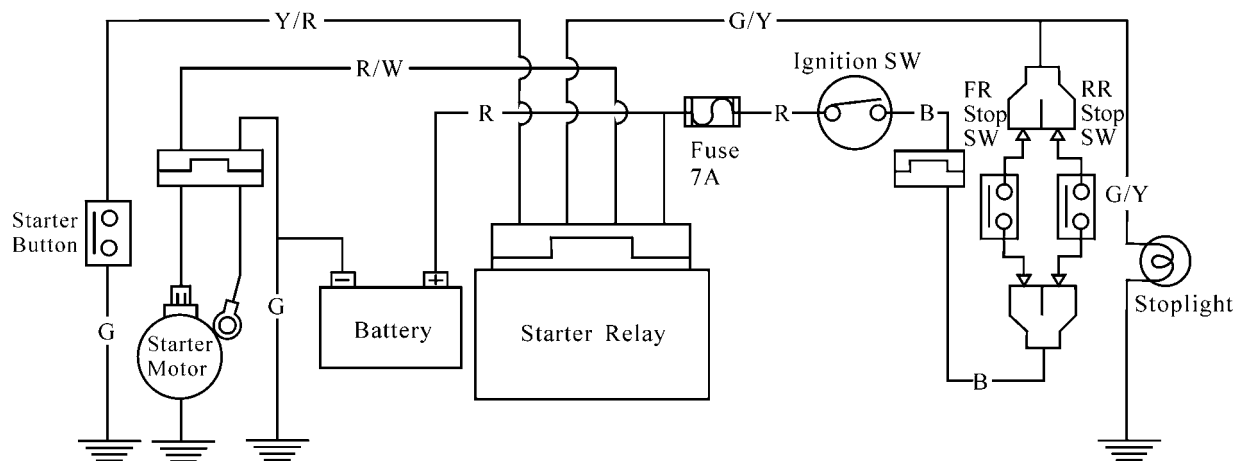 Y/R
G/Y
R/W
Ignition SW
FR
Stop
SW
RR
Stop
SW
R
R
B
Fuse
7A
G/Y
Starter
Button
G
G
Battery
Starter Relay
Stoplight
Starter
Motor
B